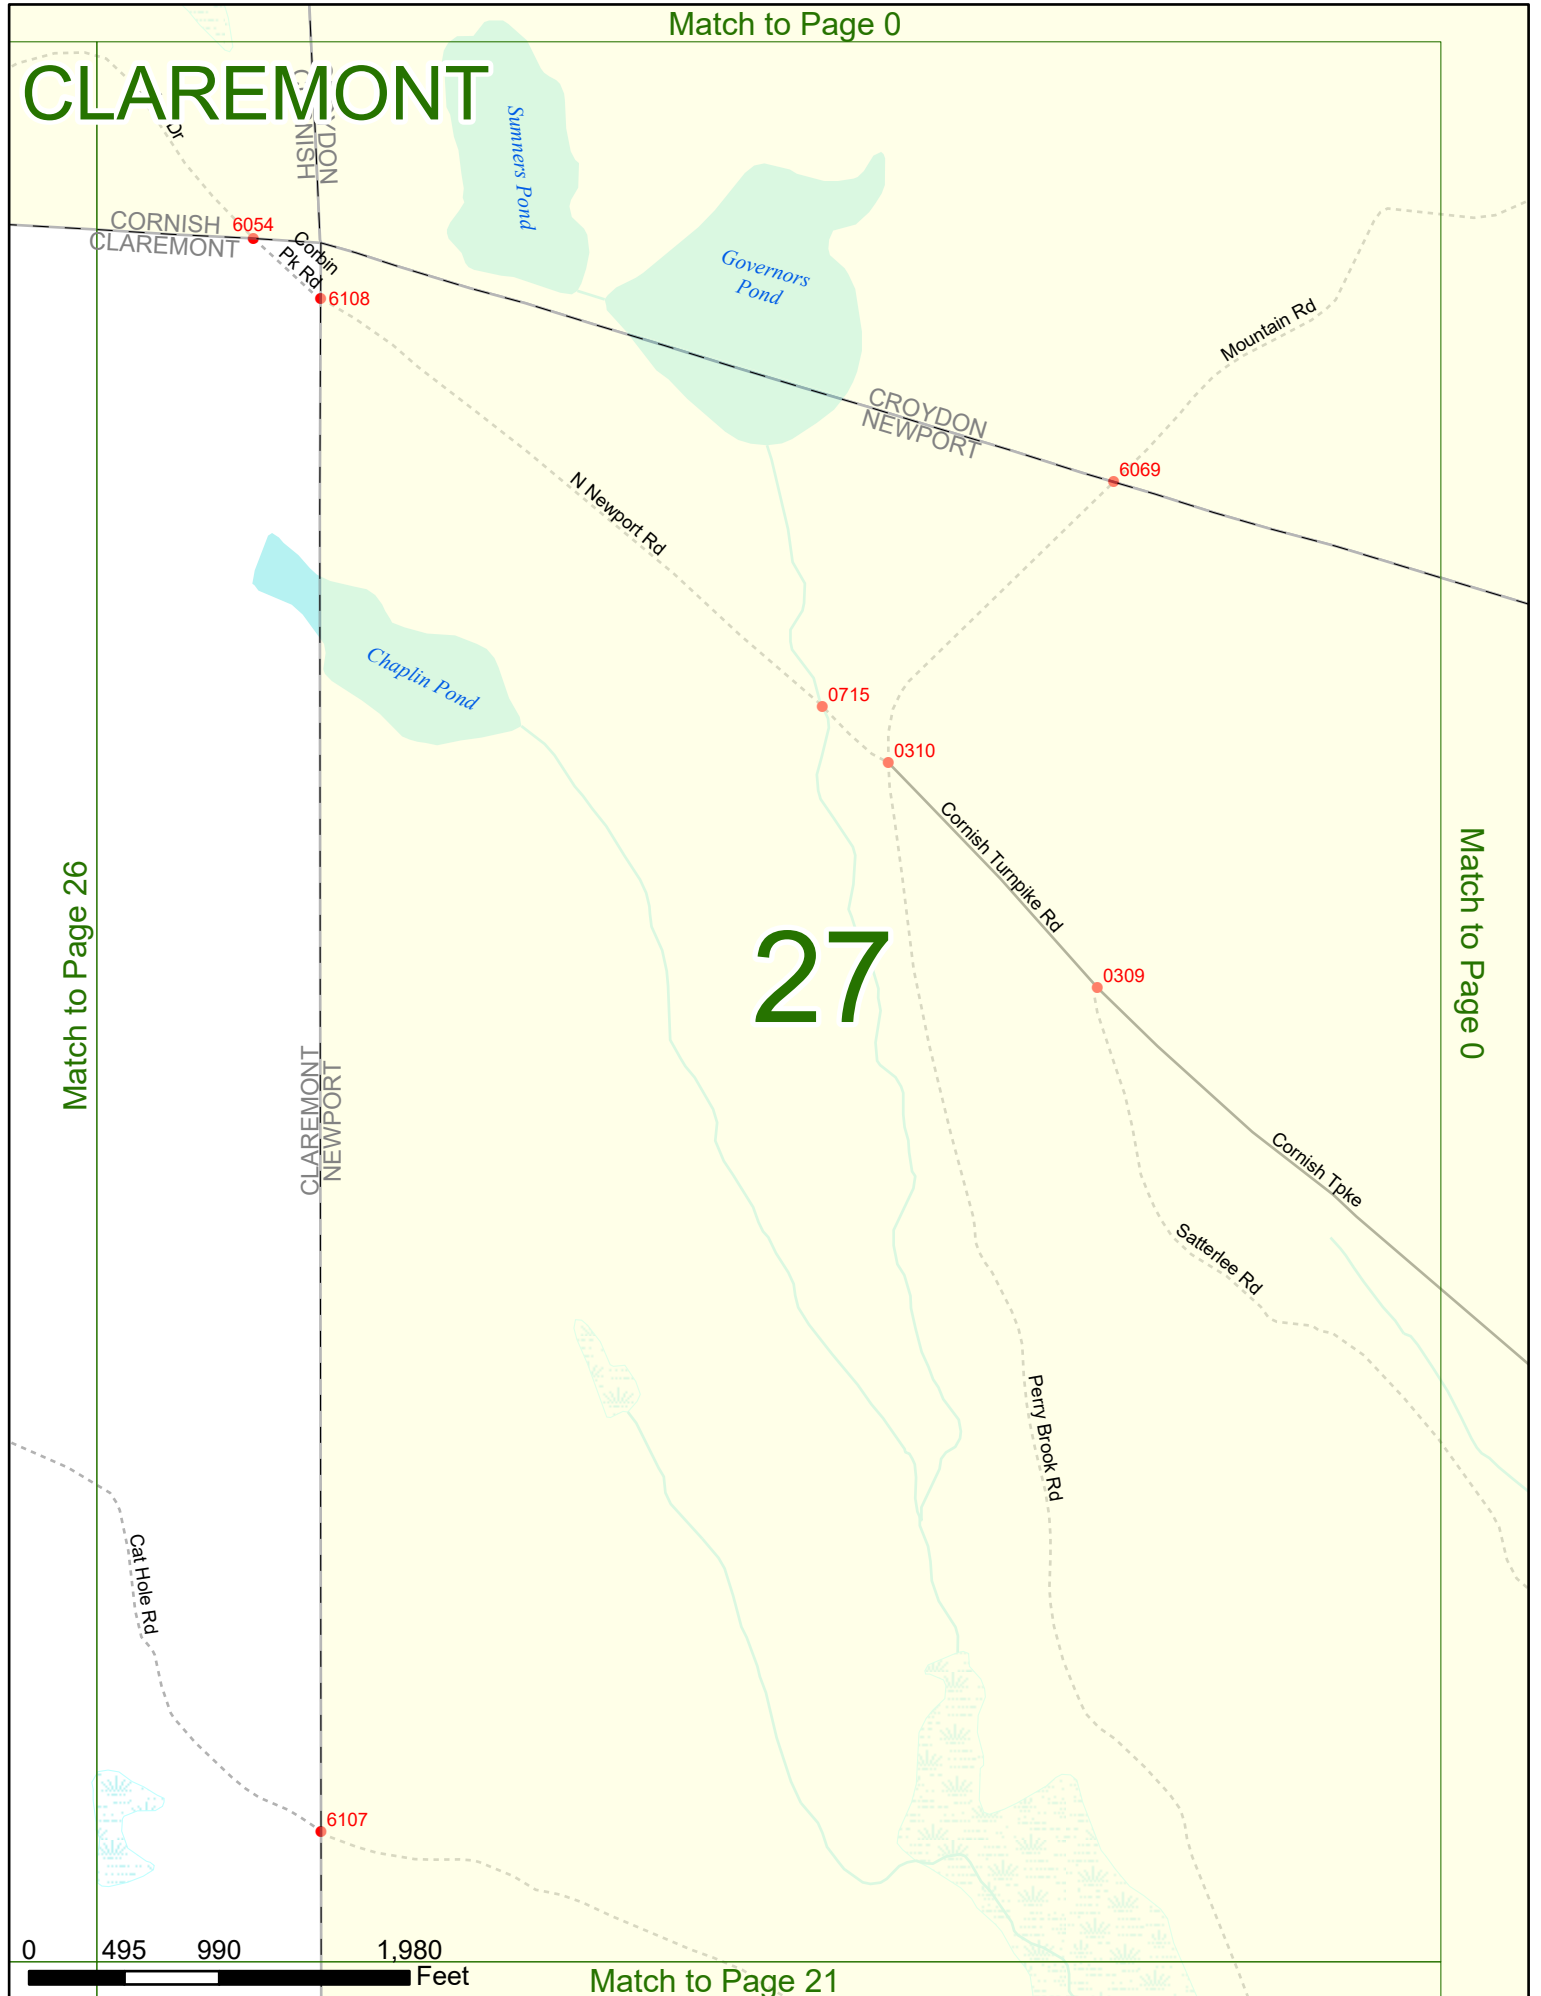 Match to Page 0
CLAREMONT
Dr
CORNISH
CLAREMONT
6054
Corbin
Pk Rd
6108
Sumners Pond
Governors
Pond
Mountain Rd
CROYDON
NEWPORT
6069
N Newport Rd
Chaplin Pond
0715
0310
Cornish Turnpike Rd
Match to Page 26
27
0309
Match to Page 0
CLAREMONT
NEWPORT
Cornish Tpke
Satterlee Rd
Perry Brook Rd
Cat Hole Rd
6107
0 495 990 1,980
Feet
Match to Page 21